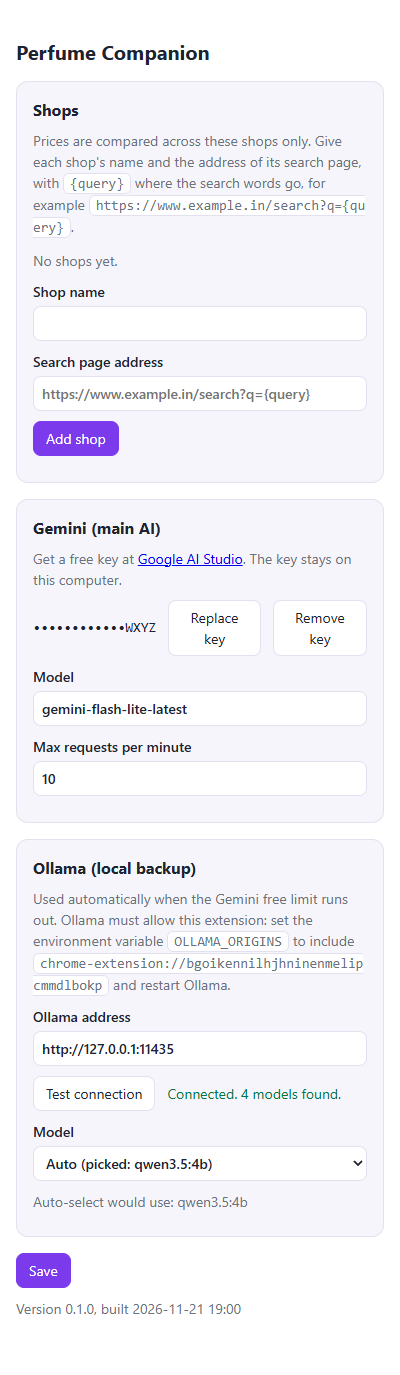 Perfume Companion
Shops
Prices are compared across these shops only. Give
each shop's name and the address of its search page,
with {query} where the search words go, for
example https://www.example.in/search?q={qu
ery}.
No shops yet.
Shop name
Search page address
https://www.example.in/search?q={query}
Add shop
Gemini (main AI)
Get a free key at Google AI Studio. The key stays on
this computer.
••••••••••••WXYZ
Replace
key
Remove
key
Model
gemini-flash-lite-latest
Max requests per minute
10
Ollama (local backup)
Used automatically when the Gemini free limit runs
out. Ollama must allow this extension: set the
environment variable OLLAMA_ORIGINS to include
chrome-extension://bgoikennilhjhninenmelip
cmmdlbokp and restart Ollama.
Ollama address
http://127.0.0.1:11435
Test connection Connected. 4 models found.
Model
Auto (picked: qwen3.5:4b)
Auto-select would use: qwen3.5:4b
Save
Version 0.1.0, built 2026-11-21 19:00